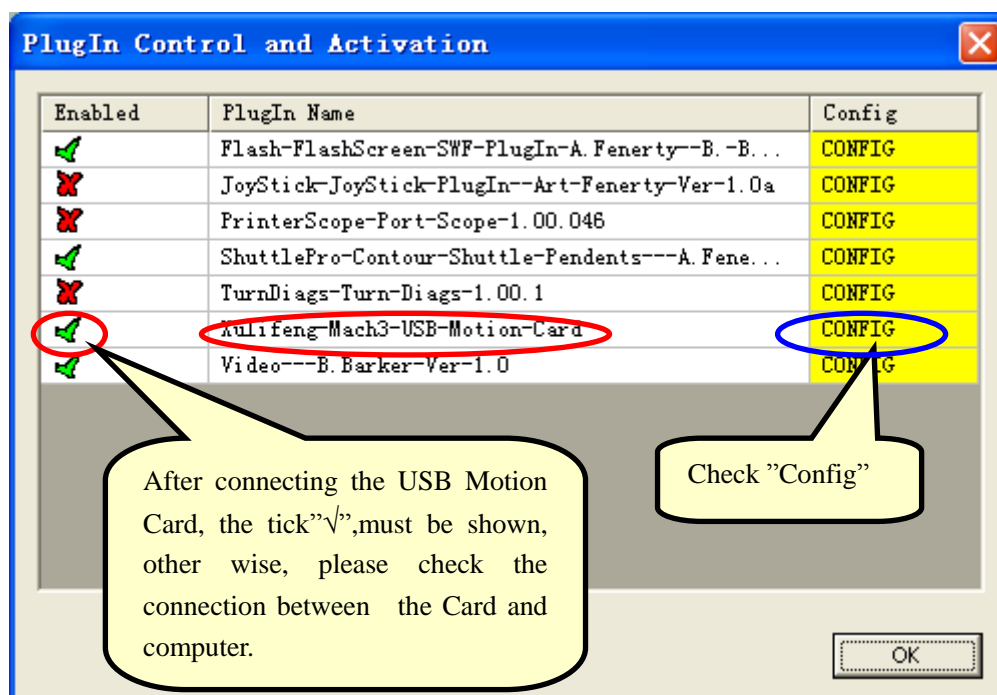 PlugIn Control and Activation
Enabled PlugIn Name Config
Flash-FlashScreen-SWF-PlugIn-A.Fenerty--B.-B... CONFIG
JoyStick-JoyStick-PlugIn--Art-Fenerty-Ver-1.0a CONFIG
PrinterScope-Port-Scope-1.00.046 CONFIG
ShuttlePro-Contour-Shuttle-Pendents---A.Fene... CONFIG
TurnDiags-Turn-Diags-1.00.1 CONFIG
Xulifeng-Mach3-USB-Motion-Card CONFIG
Video---B.Barker-Ver-1.0 CONFIG
After connecting the USB Motion
Card, the tick"√",must be shown,
other wise, please check the
connection between the Card and
computer.
Check "Config"
OK